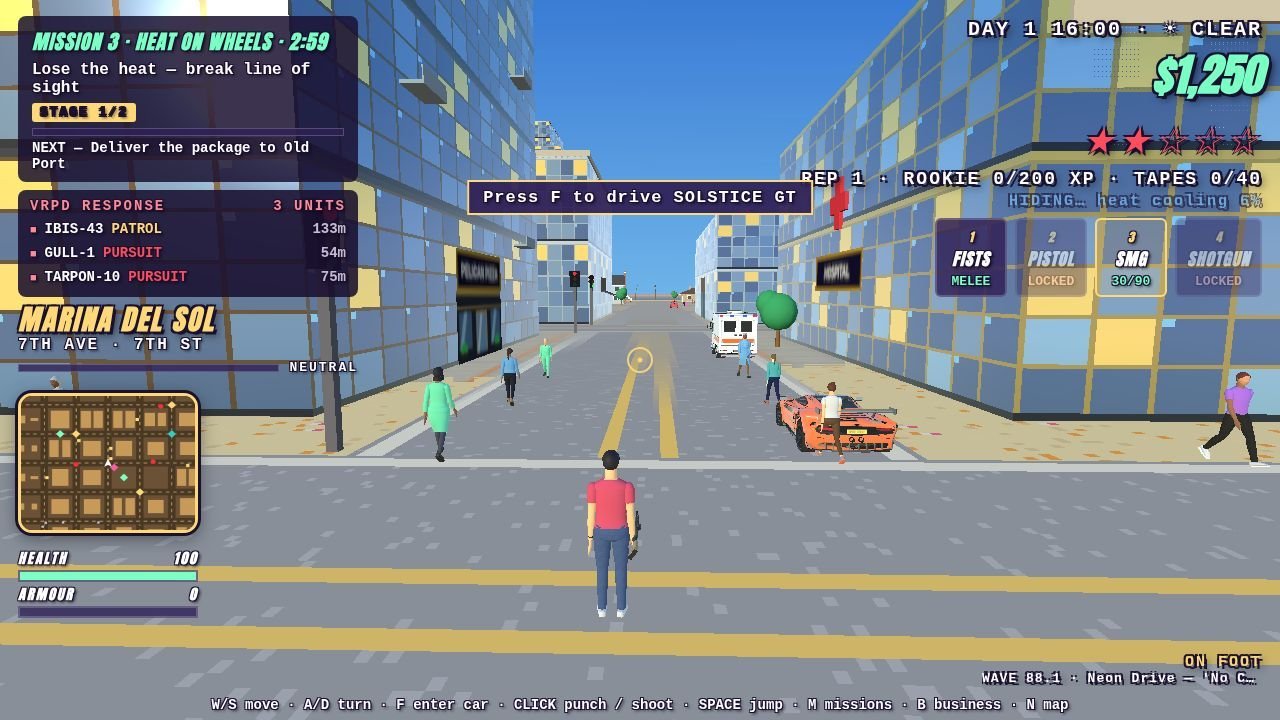 MISSION 3 · HEAT ON WHEELS · 2:59
Lose the heat — break line of
sight
STAGE 1/2
NEXT — Deliver the package to Old
Port
VRPD RESPONSE 3 UNITS
IBIS-43 PATROL 133m
GULL-1 PURSUIT 54m
TARPON-10 PURSUIT 75m
MARINA DEL SOL
7TH AVE · 7TH ST
NEUTRAL
HEALTH 100
ARMOUR 0
Press F to drive SOLSTICE GT
HOSPITAL
DAY 1 16:00 · ☀ CLEAR
$1,250
REP 1 · ROOKIE 0/200 XP · TAPES 0/40
HIDING… heat cooling 6%
1 FISTS MELEE
2 PISTOL LOCKED
3 SMG 30/90
4 SHOTGUN LOCKED
ON FOOT
WAVE 88.1 · Neon Drive — 'No C…
W/S move · A/D turn · F enter car · CLICK punch / shoot · SPACE jump · M missions · B business · N map